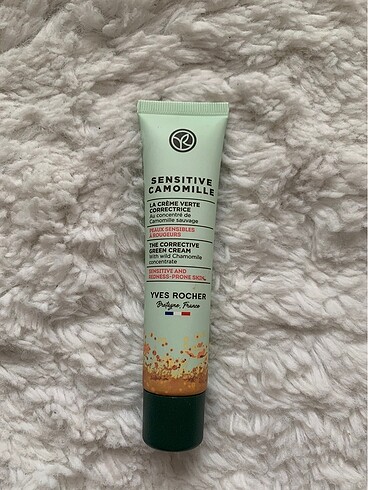 SENSITIVE
CAMOMILLE
LA CRÈME VERTE
CORRECTRICE
Au concentré de
Camomille sauvage
PEAUX SENSIBLES
À ROUGEURS
THE CORRECTIVE
GREEN CREAM
With wild Chamomile
concentrate
SENSITIVE AND
REDNESS-PRONE SKIN
YVES ROCHER
Bretagne, France